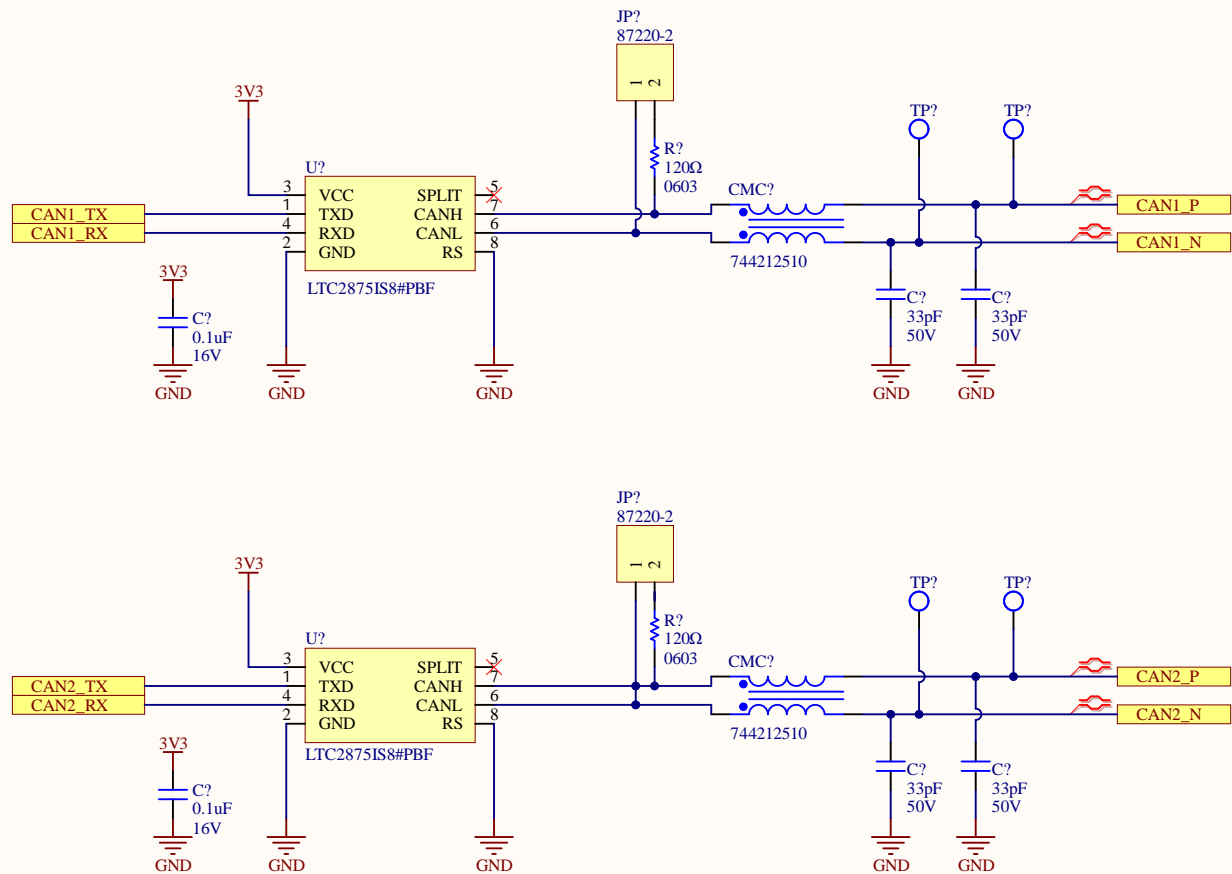 JP?
87220-2
1 2
3V3
TP? TP?
R?
120Ω
0603
U?
CMC?
3 VCC SPLIT 5
CAN1_TX 1 TXD CANH 7 CAN1_P
CAN1_RX 4 RXD CANL 6 CAN1_N
2 GND RS 8
744212510
3V3
LTC2875IS8#PBF
C?
0.1uF
16V
C?
33pF
50V
C?
33pF
50V
GND GND GND GND GND
JP?
87220-2
1 2
3V3
TP? TP?
R?
120Ω
0603
U?
CMC?
3 VCC SPLIT 5
CAN2_TX 1 TXD CANH 7 CAN2_P
CAN2_RX 4 RXD CANL 6 CAN2_N
2 GND RS 8
744212510
3V3
LTC2875IS8#PBF
C?
0.1uF
16V
C?
33pF
50V
C?
33pF
50V
GND GND GND GND GND